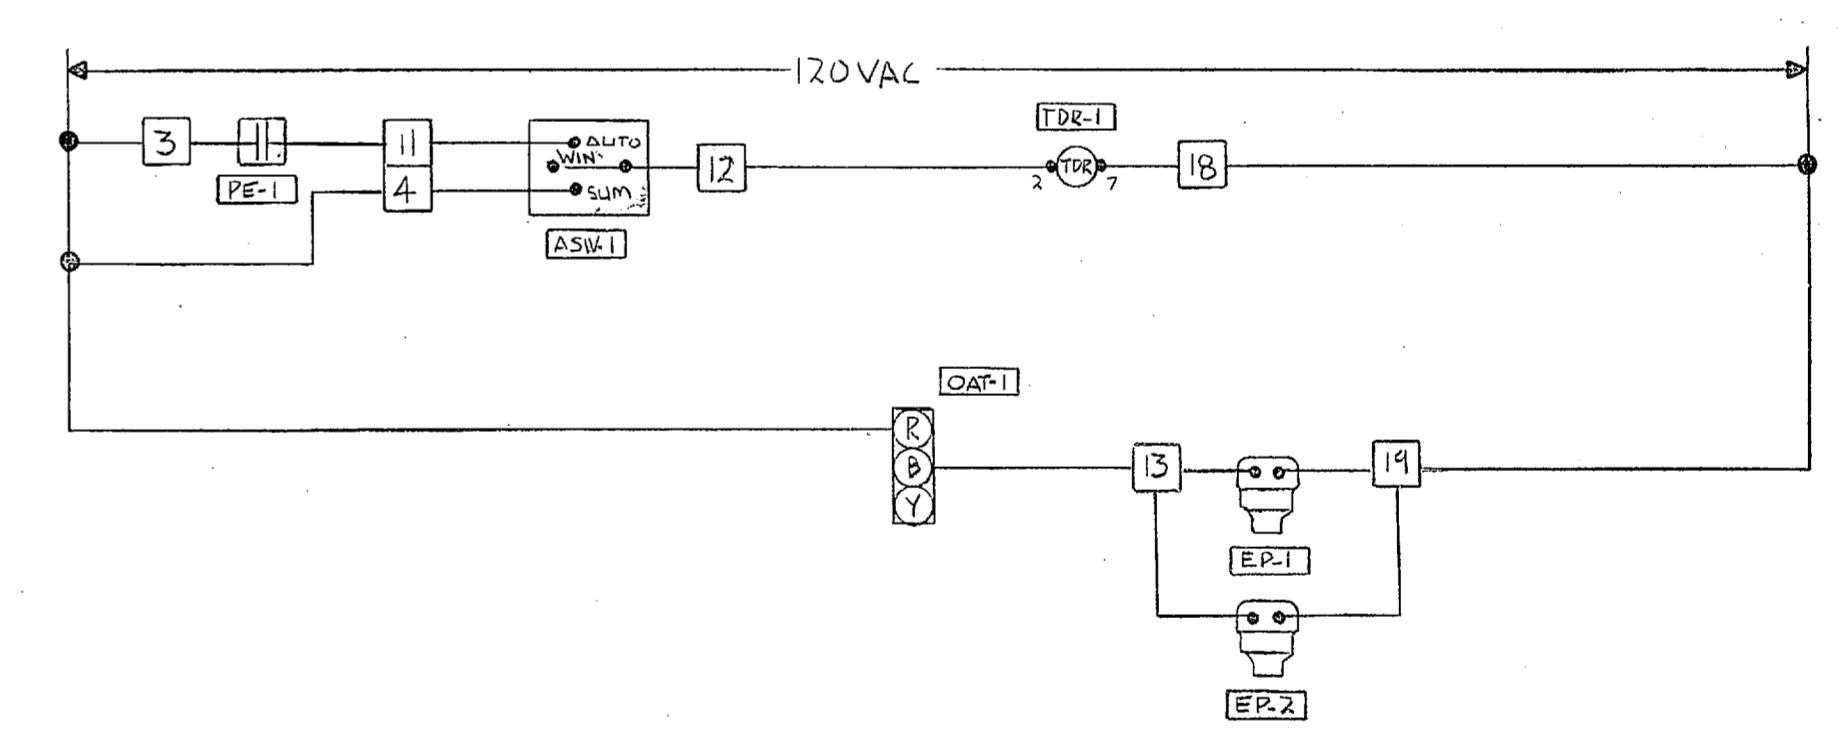 120VAC
TDR-1
3
11
AUTO
WIN
12
2
TDR
7
18
PE-1
4
SUM
ASW-1
OAT-1
R
B
Y
13
19
EP-1
EP-2